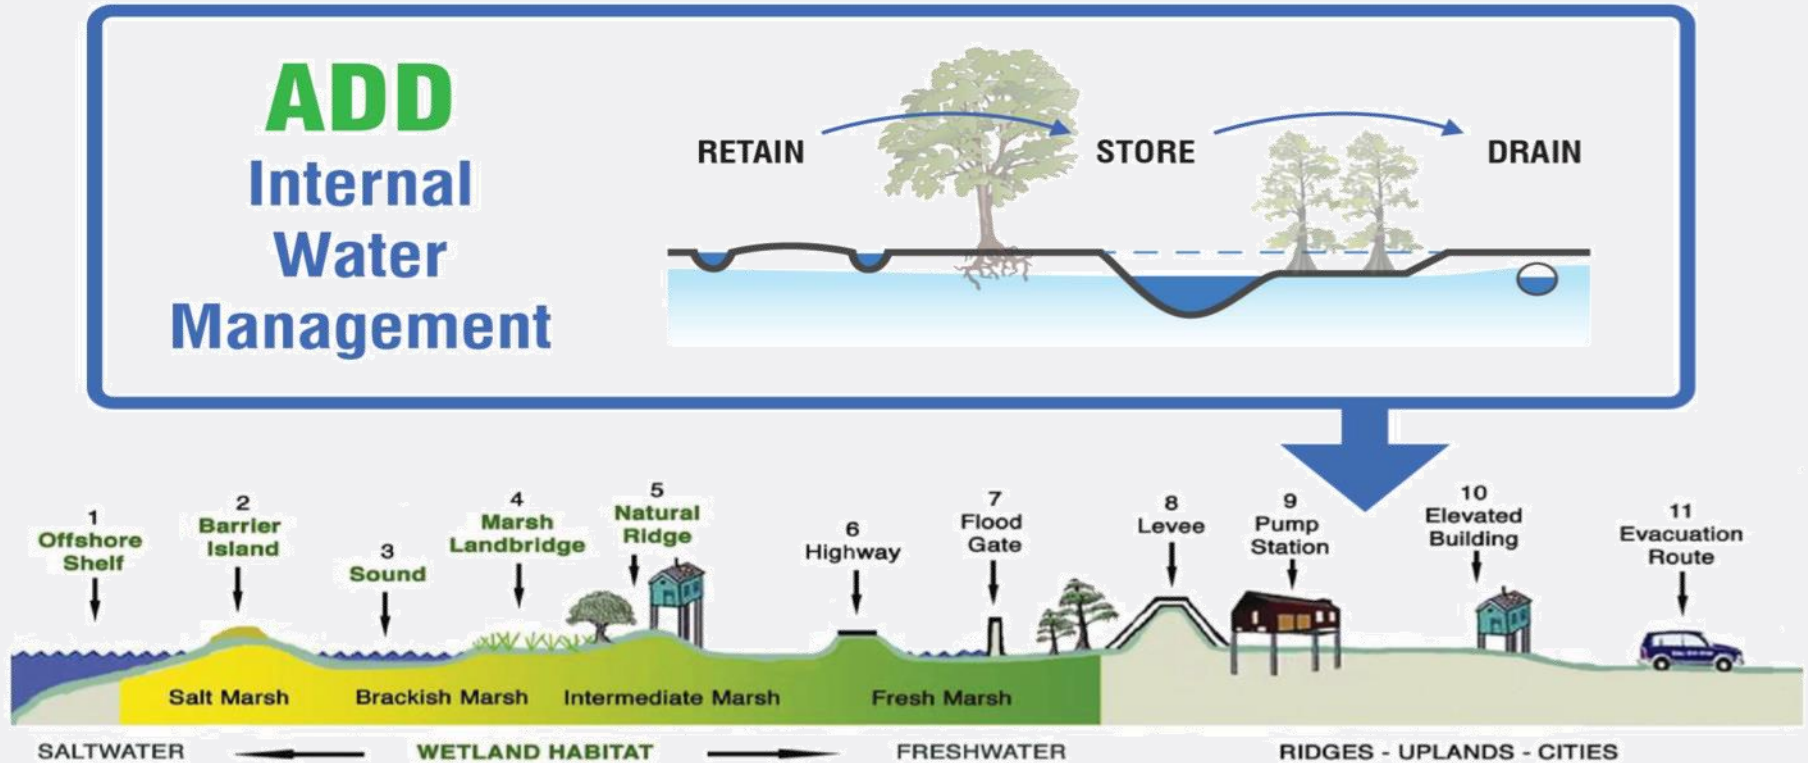 ADD
Internal
Water
Management
RETAIN
STORE
DRAIN
1
Offshore
Shelf
2
Barrier
Island
3
Sound
4
Marsh
Landbridge
5
Natural
Ridge
6
Highway
7
Flood
Gate
8
Levee
9
Pump
Station
10
Elevated
Building
11
Evacuation
Route
Salt Marsh
Brackish Marsh
Intermediate Marsh
Fresh Marsh
SALTWATER
WETLAND HABITAT
FRESHWATER
RIDGES - UPLANDS - CITIES